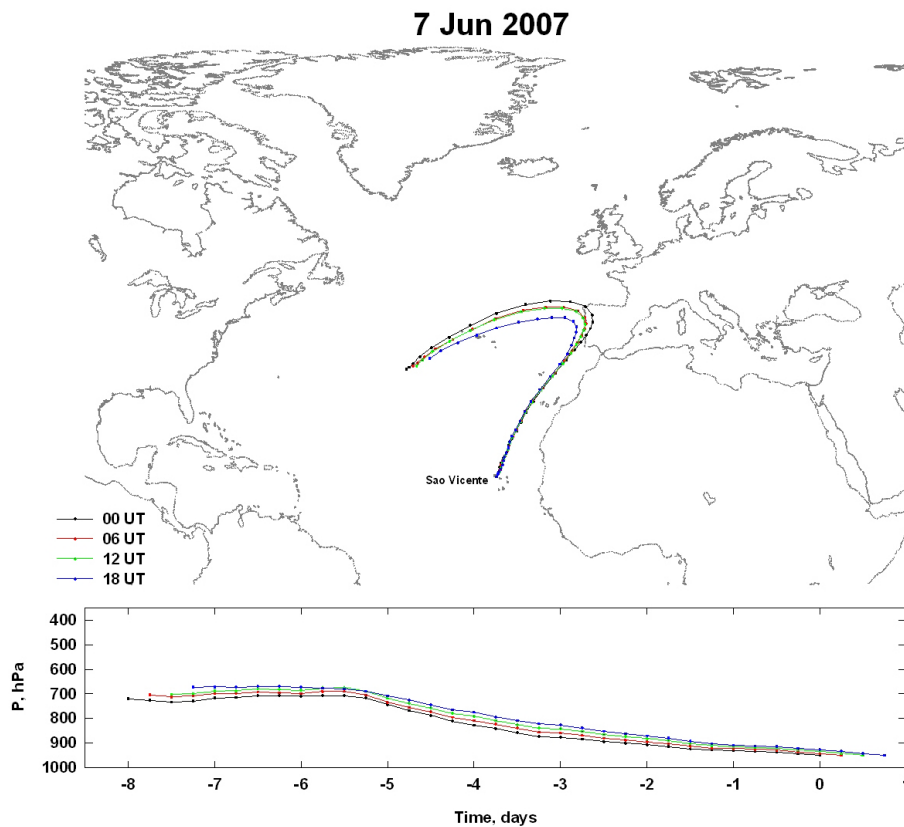 7 Jun 2007
Sao Vicente
00 UT
06 UT
12 UT
18 UT
400
500
600
700
800
900
1000
P, hPa
-8 -7 -6 -5 -4 -3 -2 -1 0 1
Time, days